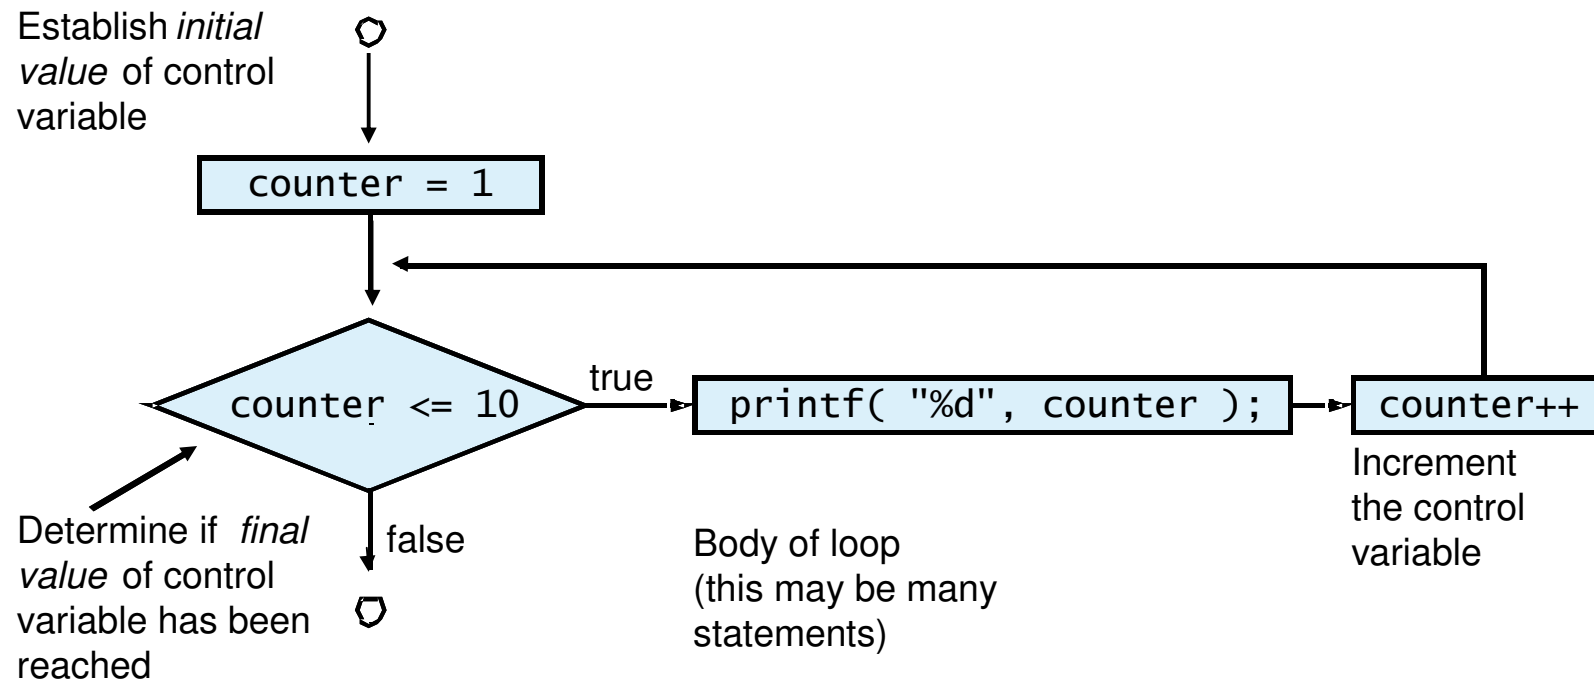 Establish initial
value of control
variable
counter = 1
counter <= 10
true
printf( "%d", counter );
counter++
Increment
the control
variable
Determine if final
value of control
variable has been
reached
false
Body of loop
(this may be many
statements)